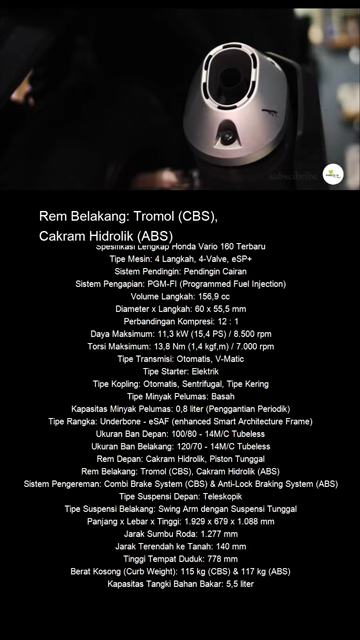 subscribe
Rem Belakang: Tromol (CBS),
Cakram Hidrolik (ABS)
Spesifikasi Lengkap Honda Vario 160 Terbaru
Tipe Mesin: 4 Langkah, 4-Valve, eSP+
Sistem Pendingin: Pendingin Cairan
Sistem Pengapian: PGM-FI (Programmed Fuel Injection)
Volume Langkah: 156,9 cc
Diameter x Langkah: 60 x 55,5 mm
Perbandingan Kompresi: 12 : 1
Daya Maksimum: 11,3 kW (15,4 PS) / 8.500 rpm
Torsi Maksimum: 13,8 Nm (1,4 kgf,m) / 7.000 rpm
Tipe Transmisi: Otomatis, V-Matic
Tipe Starter: Elektrik
Tipe Kopling: Otomatis, Sentrifugal, Tipe Kering
Tipe Minyak Pelumas: Basah
Kapasitas Minyak Pelumas: 0,8 liter (Penggantian Periodik)
Tipe Rangka: Underbone - eSAF (enhanced Smart Architecture Frame)
Ukuran Ban Depan: 100/80 - 14M/C Tubeless
Ukuran Ban Belakang: 120/70 - 14M/C Tubeless
Rem Depan: Cakram Hidrolik, Piston Tunggal
Rem Belakang: Tromol (CBS), Cakram Hidrolik (ABS)
Sistem Pengereman: Combi Brake System (CBS) & Anti-Lock Braking System (ABS)
Tipe Suspensi Depan: Teleskopik
Tipe Suspensi Belakang: Swing Arm dengan Suspensi Tunggal
Panjang x Lebar x Tinggi: 1.929 x 679 x 1.088 mm
Jarak Sumbu Roda: 1.277 mm
Jarak Terendah ke Tanah: 140 mm
Tinggi Tempat Duduk: 778 mm
Berat Kosong (Curb Weight): 115 kg (CBS) & 117 kg (ABS)
Kapasitas Tangki Bahan Bakar: 5,5 liter